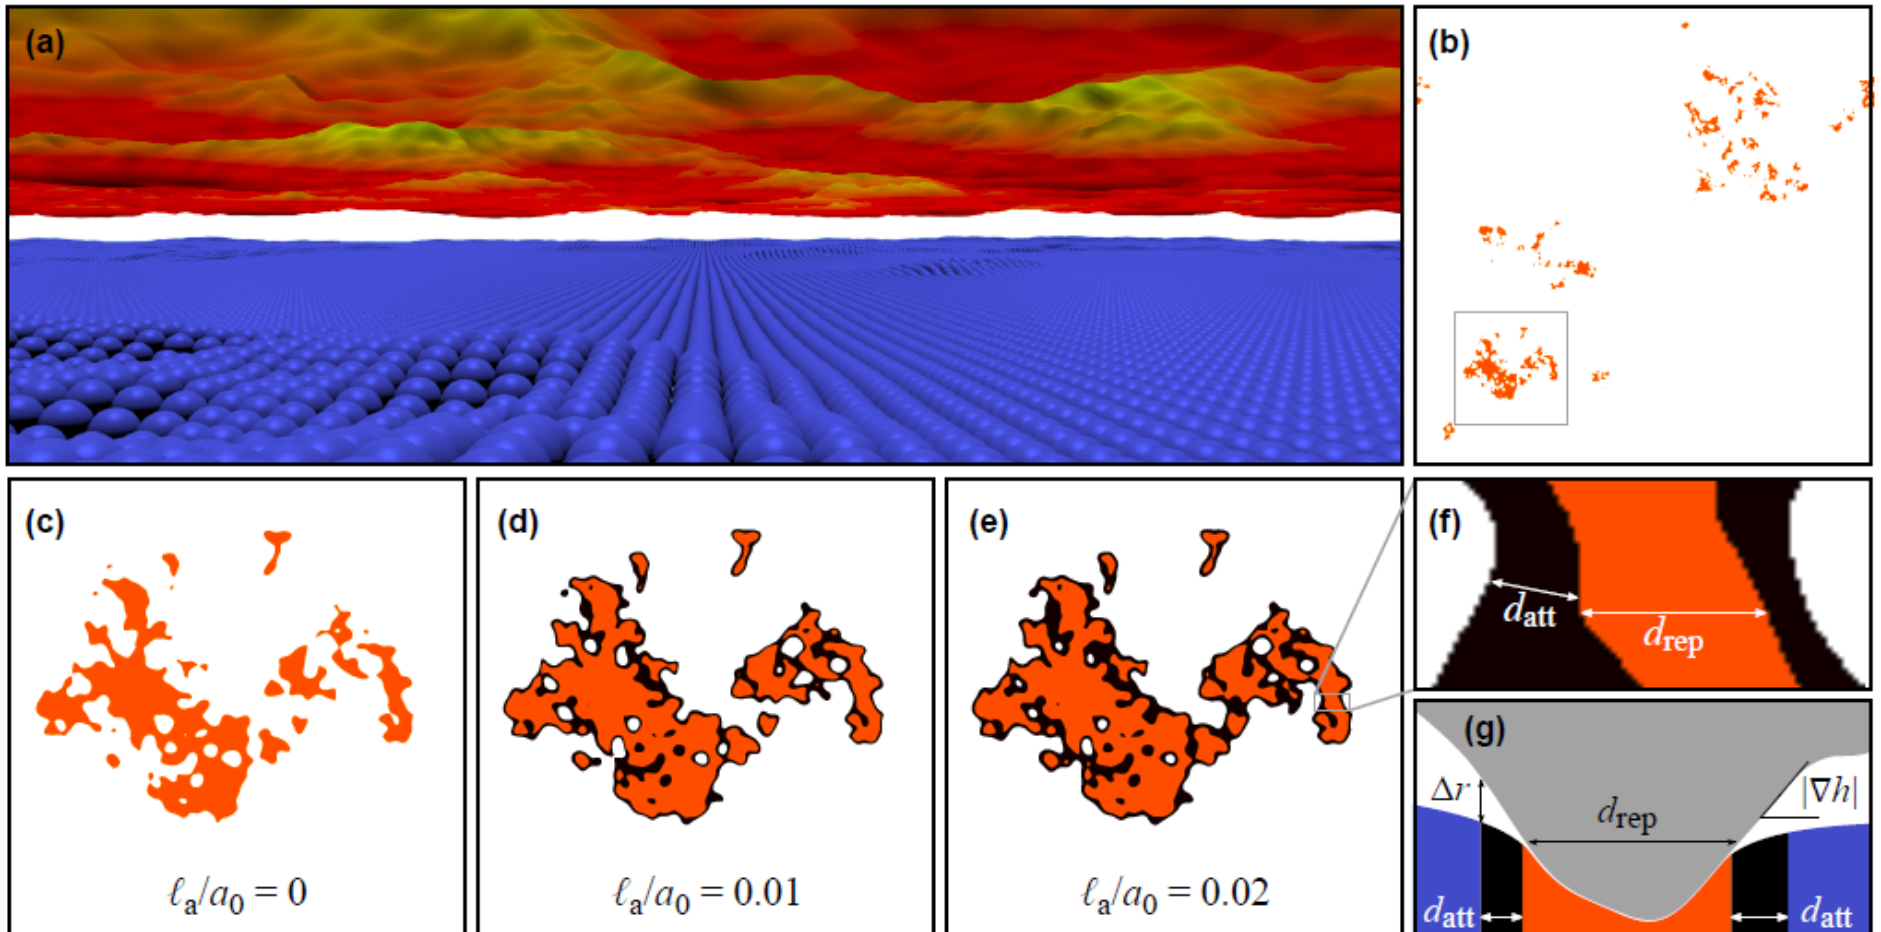 (a)
(b)
(c)
ℓa/a0 = 0
(d)
ℓa/a0 = 0.01
(e)
ℓa/a0 = 0.02
(f)
datt
drep
(g)
Δr
drep
|∇h|
datt
datt